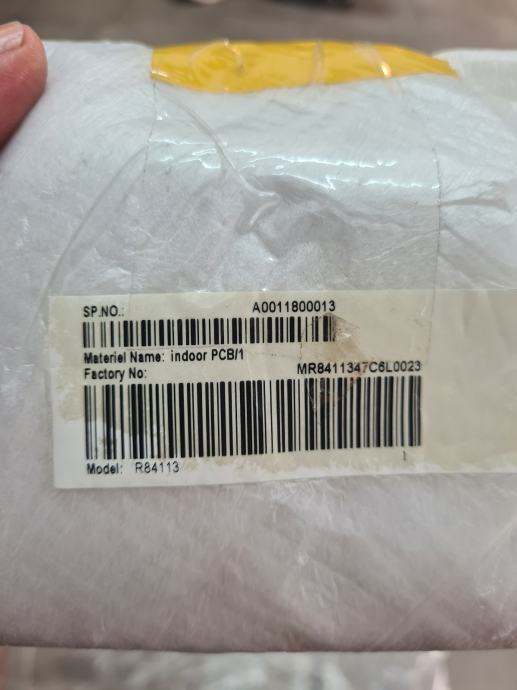 SP.NO.: A0011800013
Materiel Name: indoor PCB/1
Factory No: MR8411347C6L0023
1
Model: R84113